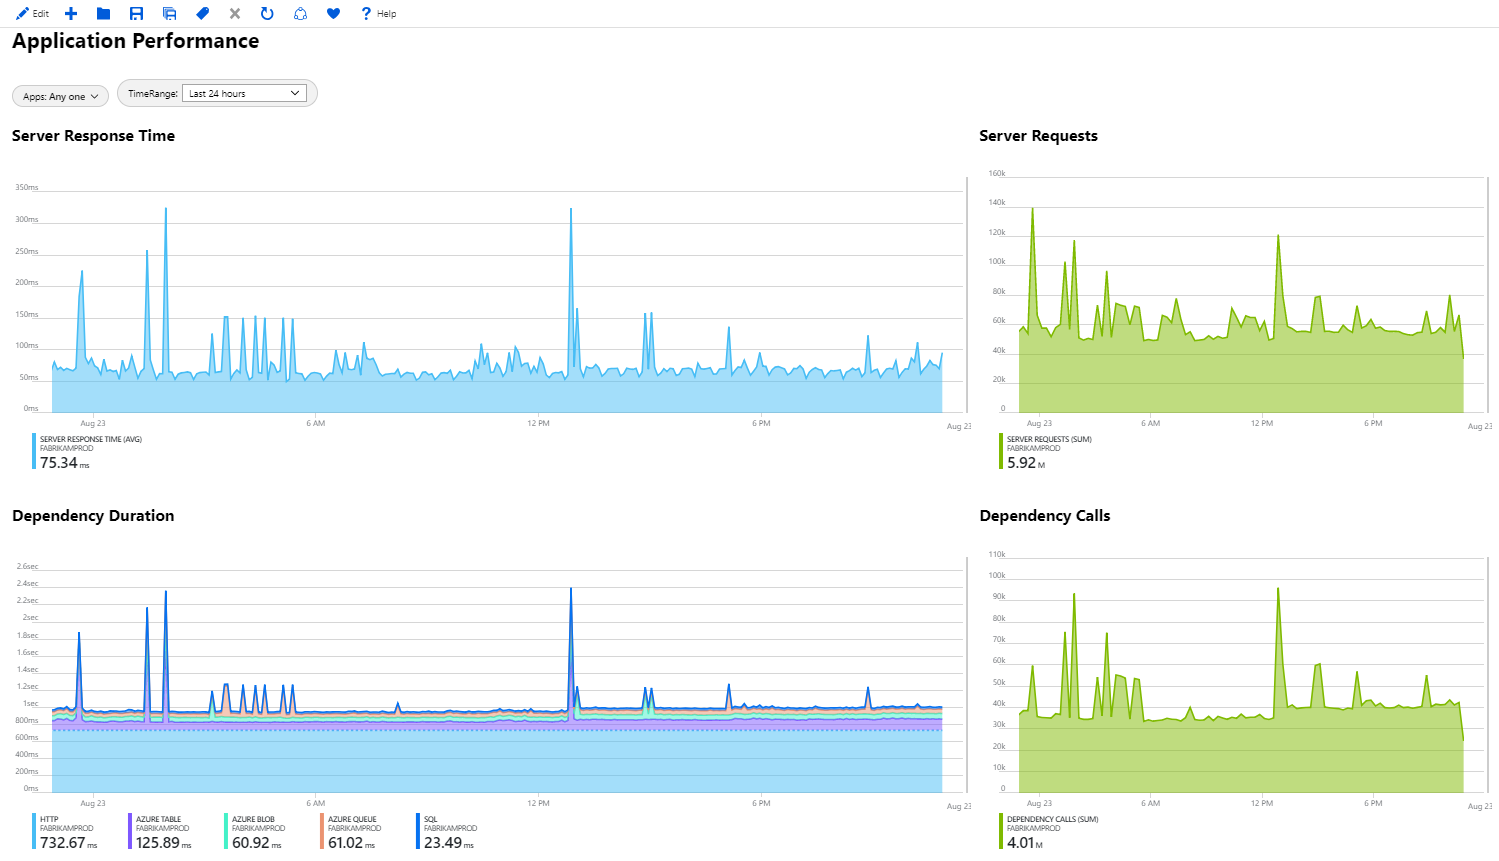 Edit
Help
Application Performance
Apps: Any one
TimeRange: Last 24 hours
Server Response Time
350ms
300ms
250ms
200ms
150ms
100ms
50ms
0ms
Aug 23
6 AM
12 PM
6 PM
Aug 23
SERVER RESPONSE TIME (AVG)
FABRIKAMPROD
75.34 ms
Server Requests
160k
140k
120k
100k
80k
60k
40k
20k
0
Aug 23
6 AM
12 PM
6 PM
Aug 23
SERVER REQUESTS (SUM)
FABRIKAMPROD
5.92 M
Dependency Duration
2.6sec
2.4sec
2.2sec
2sec
1.8sec
1.6sec
1.4sec
1.2sec
1sec
800ms
600ms
400ms
200ms
0ms
Aug 23
6 AM
12 PM
6 PM
Aug 23
HTTP
FABRIKAMPROD
732.67 ms
AZURE TABLE
FABRIKAMPROD
125.89 ms
AZURE BLOB
FABRIKAMPROD
60.92 ms
AZURE QUEUE
FABRIKAMPROD
61.02 ms
SQL
FABRIKAMPROD
23.49 ms
Dependency Calls
110k
100k
90k
80k
70k
60k
50k
40k
30k
20k
10k
0
Aug 23
6 AM
12 PM
6 PM
Aug 23
DEPENDENCY CALLS (SUM)
FABRIKAMPROD
4.01 M